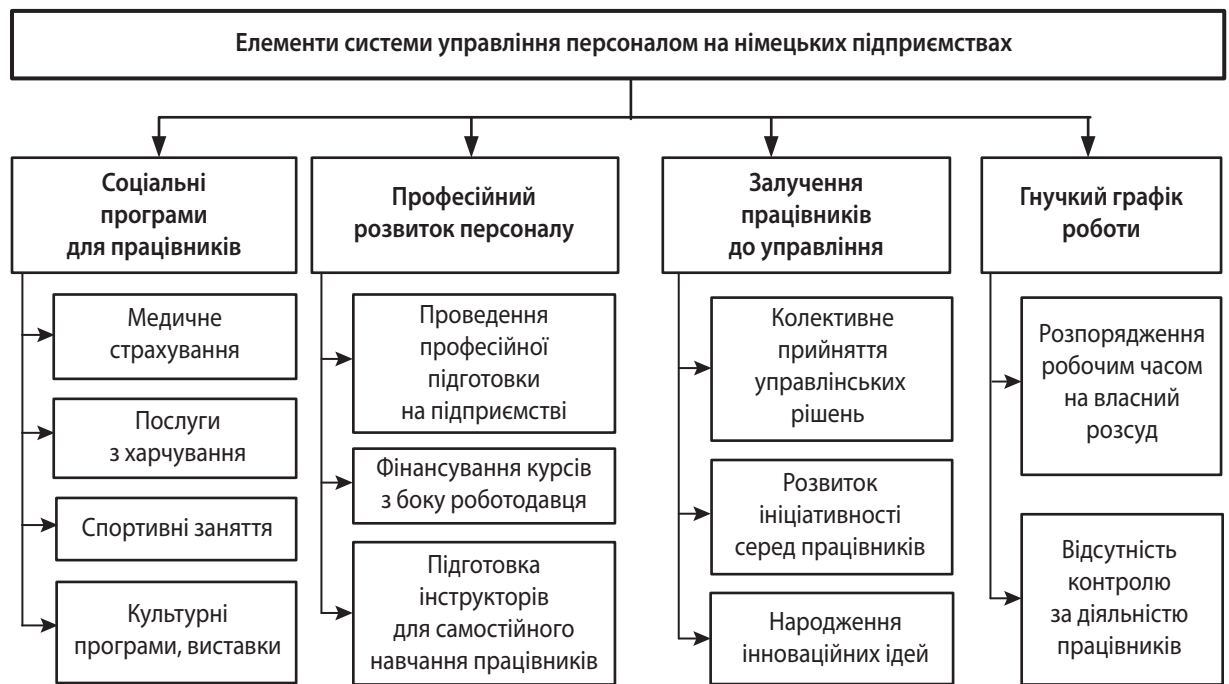 Елементи системи управління персоналом на німецьких підприємствах
Соціальні
програми
для працівників
Медичне
страхування
Послуги
з харчування
Спортивні заняття
Культурні
програми, виставки
Професійний
розвиток персоналу
Проведення
професійної
підготовки
на підприємстві
Фінансування курсів
з боку роботодавця
Підготовка
інструкторів
для самостійного
навчання працівників
Залучення
працівників
до управління
Колективне
прийняття
управлінських
рішень
Розвиток
ініціативності
серед працівників
Народження
інноваційних ідей
Гнучкий графік
роботи
Розпорядження
робочим часом
на власний
розсуд
Відсутність
контролю
за діяльністю
працівників